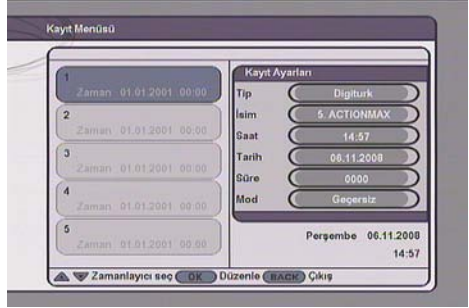 Kayıt Menüsü
1
Zaman 01.01.2001 00:00
2
Zaman 01.01.2001 00:00
3
Zaman 01.01.2001 00:00
4
Zaman 01.01.2001 00:00
5
Zaman 01.01.2001 00:00
Kayıt Ayarları
Tip Digiturk
İsim 5. ACTIONMAX
Saat 14:57
Tarih 06.11.2008
Süre 0000
Mod Geçersiz
Perşembe 06.11.2008
14:57
Zamanlayıcı seç OK Düzenle BACK Çıkış